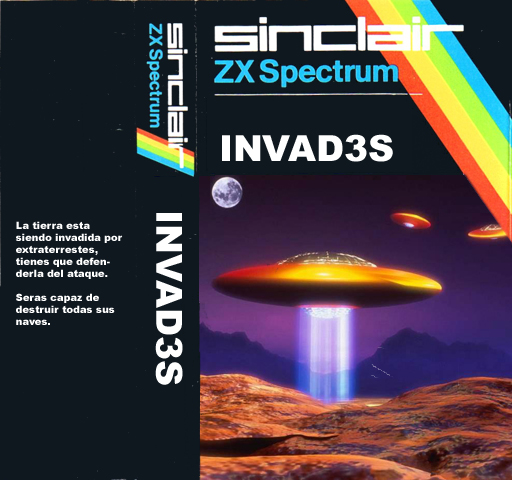 La tierra esta
siendo invadida por
extraterrestes,
tienes que defen-
derla del ataque.
Seras capaz de
destruir todas sus
naves.
sinclair
ZX Spectrum
INVAD3S
sinclair
ZX Spectrum
INVAD3S